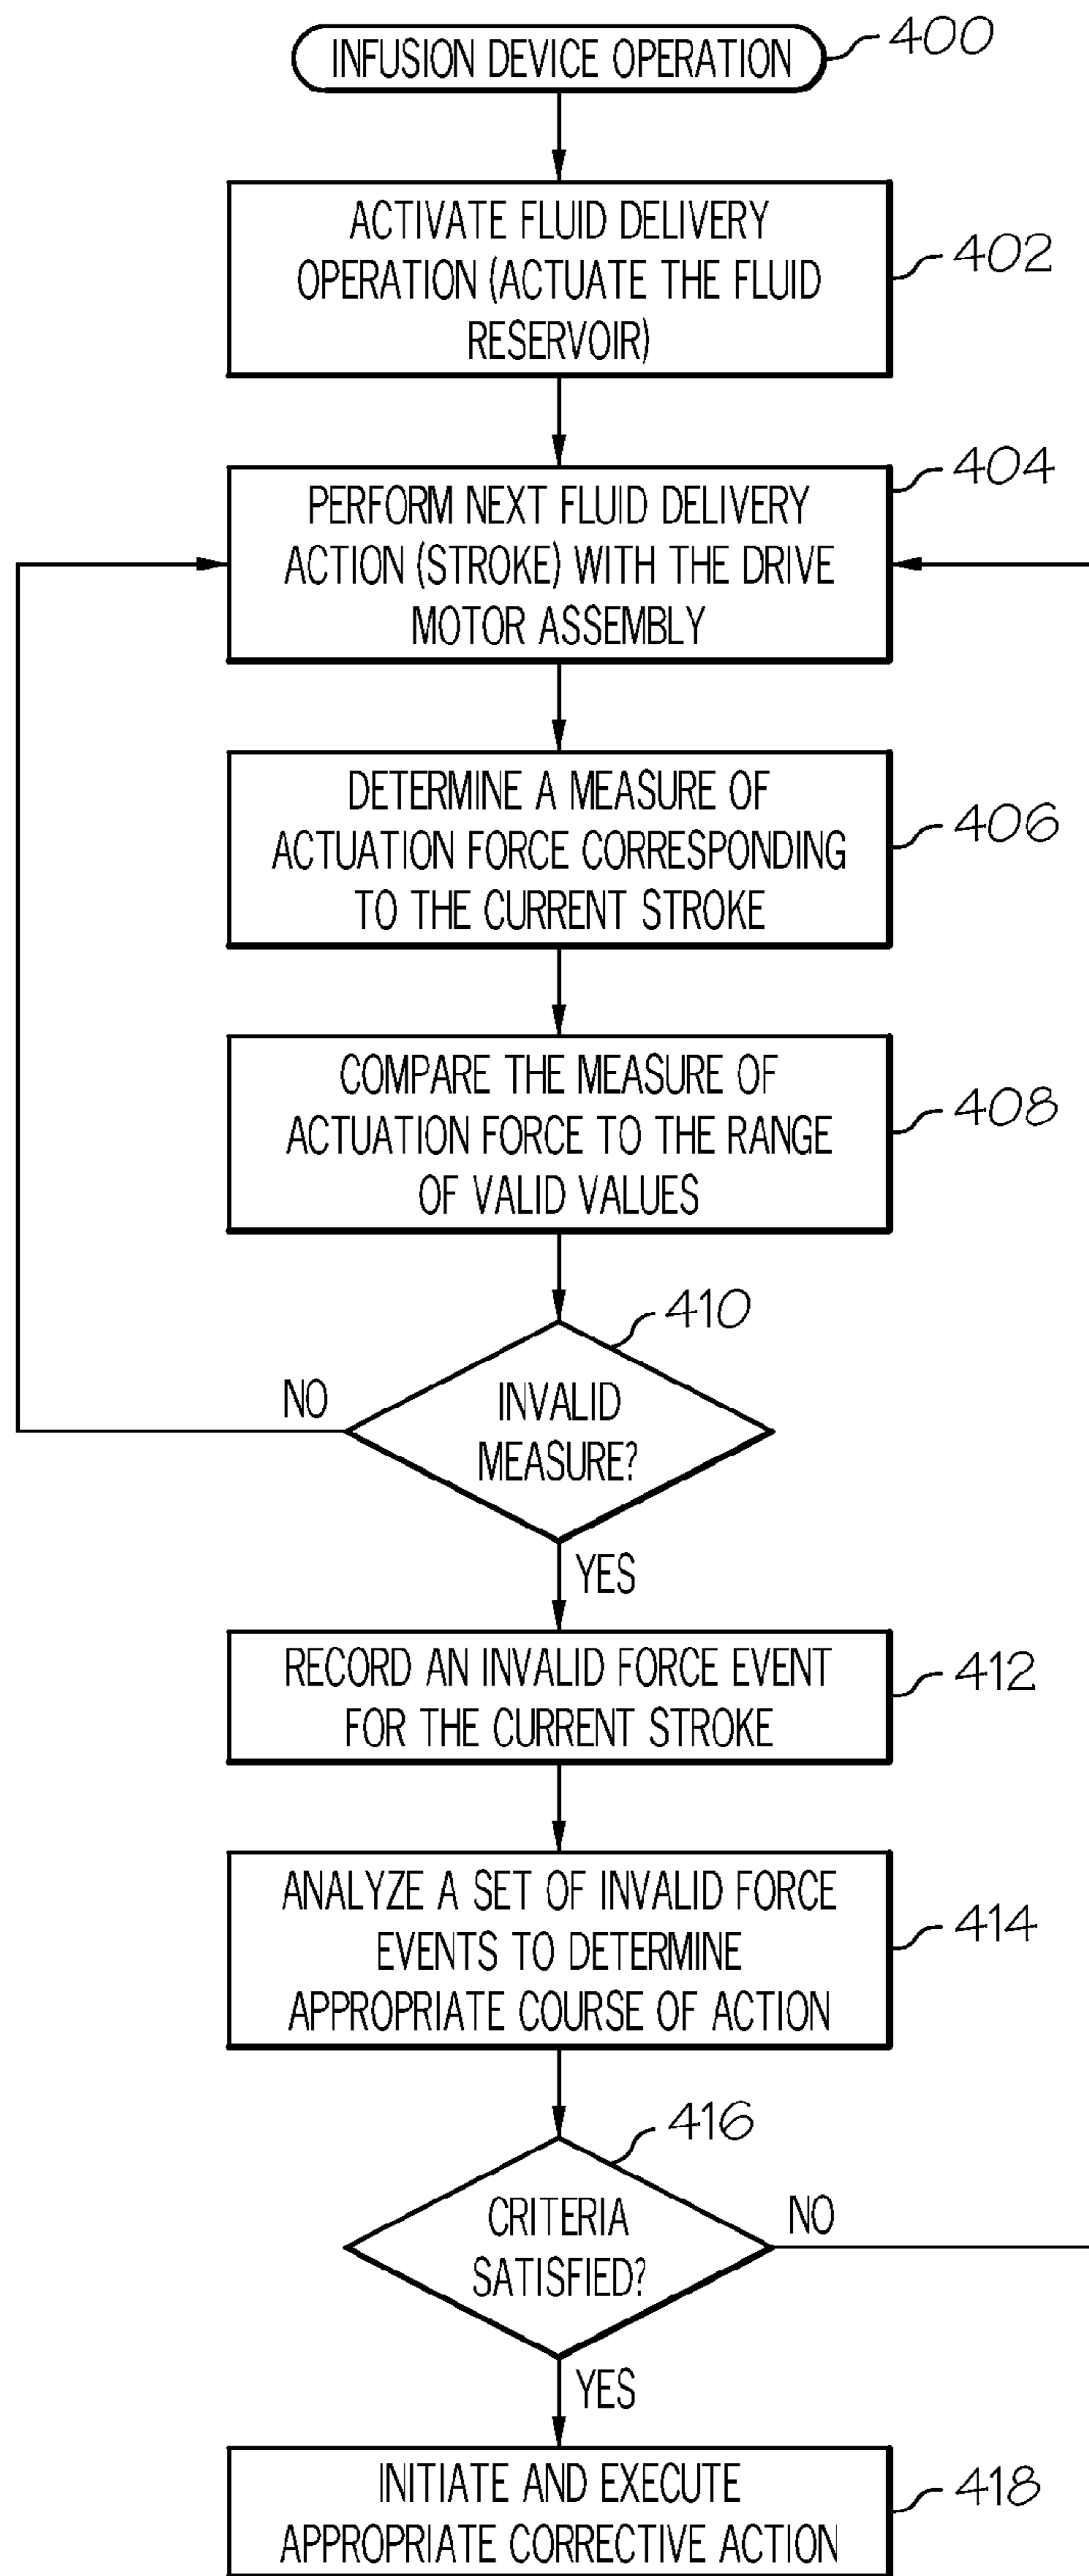 INFUSION DEVICE OPERATION
400
ACTIVATE FLUID DELIVERY
OPERATION (ACTUATE THE FLUID
RESERVOIR)
402
PERFORM NEXT FLUID DELIVERY
ACTION (STROKE) WITH THE DRIVE
MOTOR ASSEMBLY
404
DETERMINE A MEASURE OF
ACTUATION FORCE CORRESPONDING
TO THE CURRENT STROKE
406
COMPARE THE MEASURE OF
ACTUATION FORCE TO THE RANGE
OF VALID VALUES
408
410
INVALID
MEASURE?
NO
YES
RECORD AN INVALID FORCE EVENT
FOR THE CURRENT STROKE
412
ANALYZE A SET OF INVALID FORCE
EVENTS TO DETERMINE
APPROPRIATE COURSE OF ACTION
414
416
CRITERIA
SATISFIED?
NO
YES
INITIATE AND EXECUTE
APPROPRIATE CORRECTIVE ACTION
418